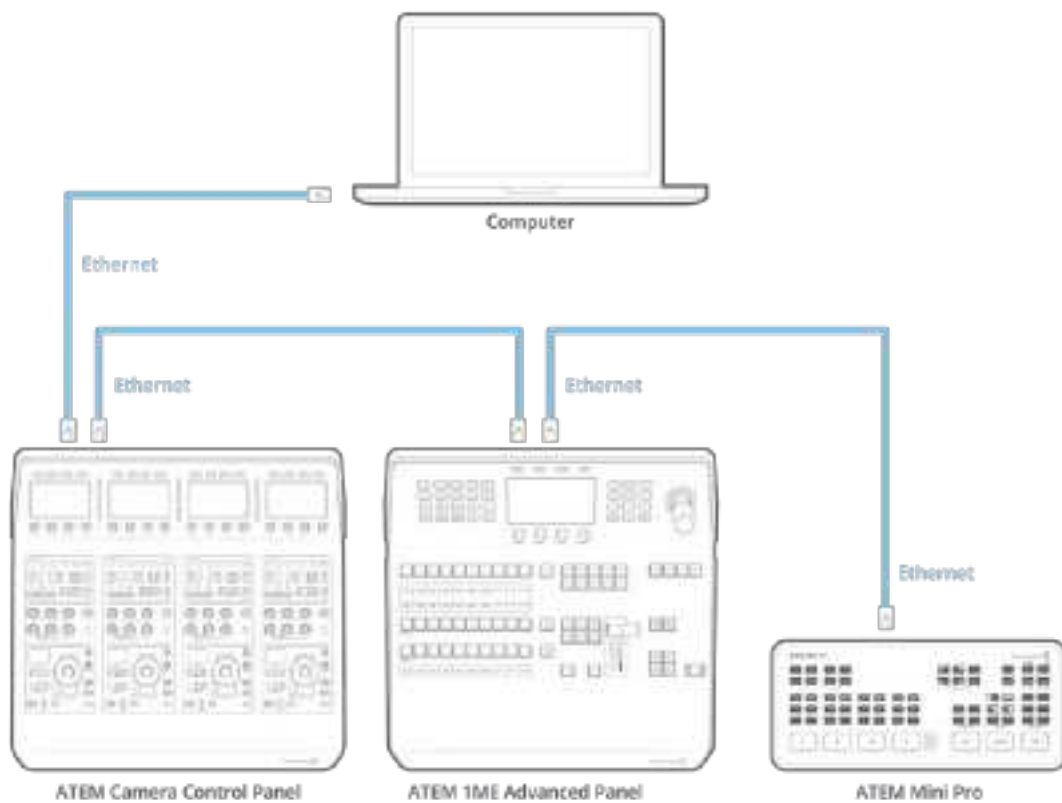 Computer
Ethernet
Ethernet
Ethernet
Ethernet
ATEM Camera Control Panel
ATEM 1ME Advanced Panel
ATEM Mini Pro